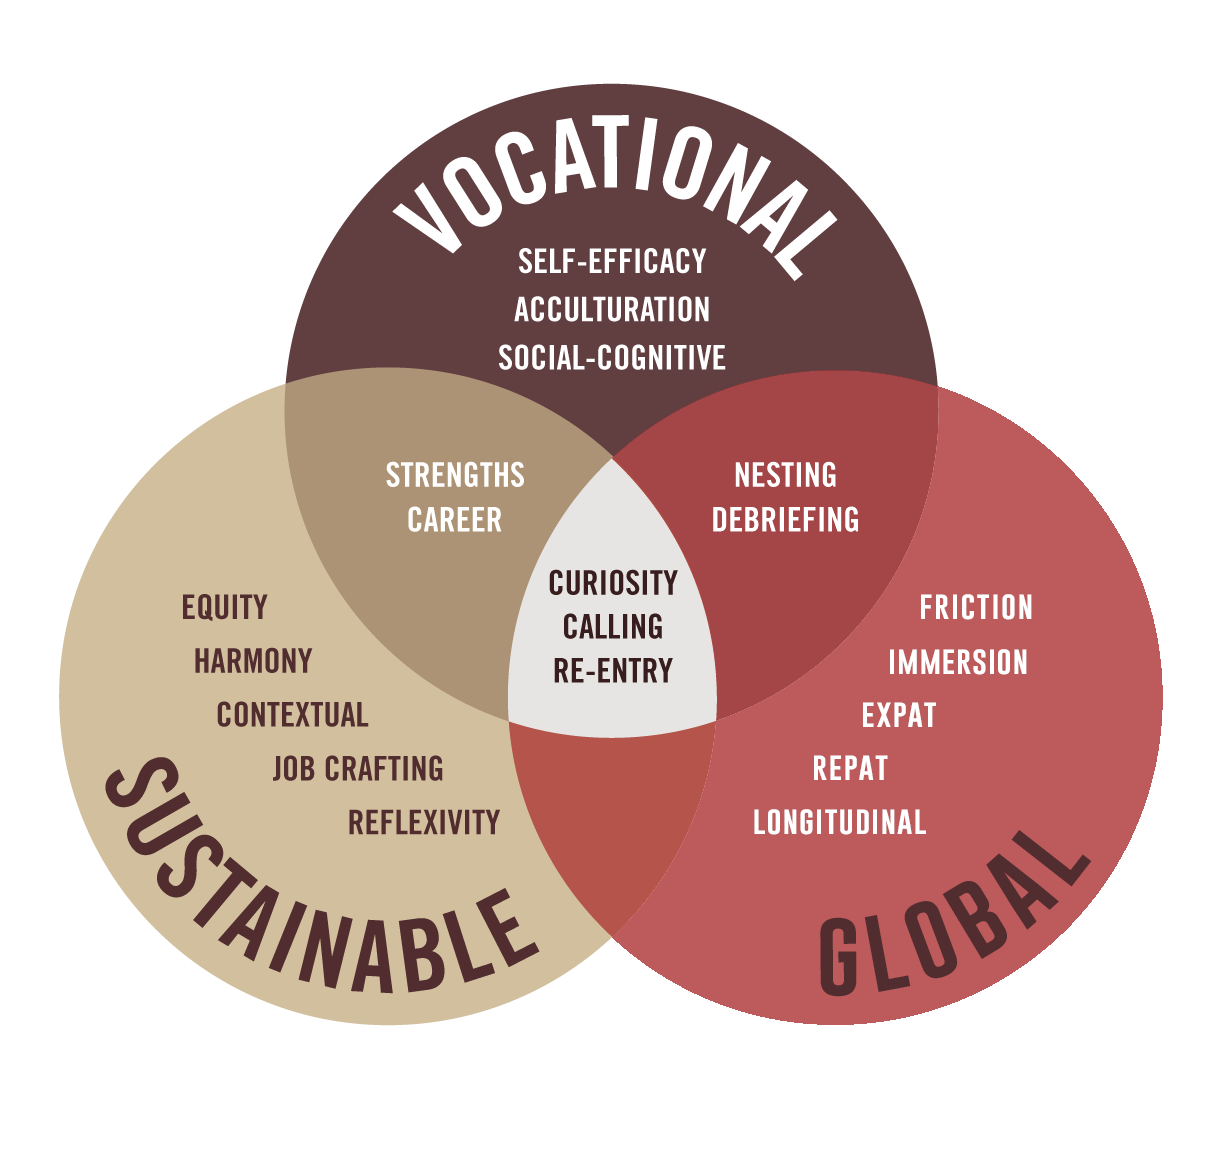 VOCATIONAL
SELF-EFFICACY
ACCULTURATION
SOCIAL-COGNITIVE
STRENGTHS
CAREER
NESTING
DEBRIEFING
CURIOSITY
CALLING
RE-ENTRY
EQUITY
HARMONY
CONTEXTUAL
JOB CRAFTING
REFLEXIVITY
SUSTAINABLE
FRICTION
IMMERSION
EXPAT
REPAT
LONGITUDINAL
GLOBAL